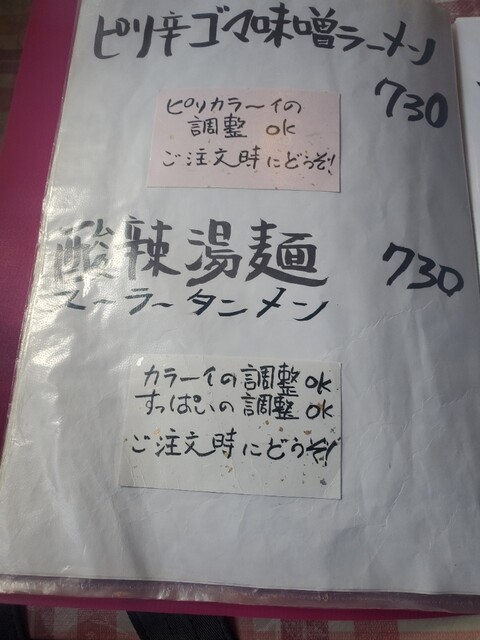 ピリ辛ゴマ味噌ラーメン
730
ピリカラーイの
調整 OK
ご注文時にどうぞ!
酸辣湯麺
730
スーラータンメン
カラーイの調整 OK
すっぱいの調整 OK
ご注文時にどうぞ!